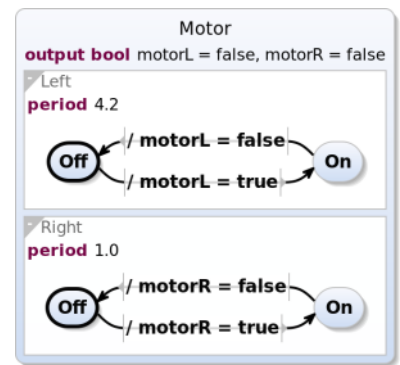 Motor
output bool motorL = false, motorR = false
- Left
period 4.2
/ motorL = false
Off
On
/ motorL = true
- Right
period 1.0
/ motorR = false
Off
On
/ motorR = true